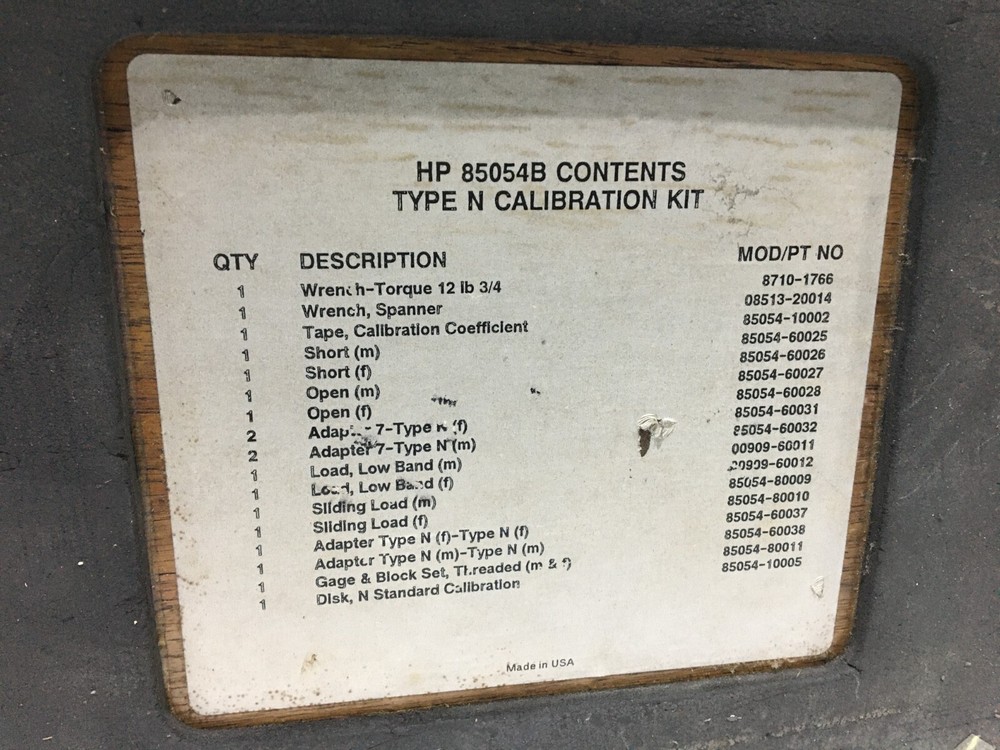 HP 85054B CONTENTS
TYPE N CALIBRATION KIT
QTY DESCRIPTION MOD/PT NO
1 Wrench-Torque 12 lb 3/4 8710-1766
1 Wrench, Spanner 08513-20014
1 Tape, Calibration Coefficient 85054-10002
1 Short (m) 85054-60025
1 Short (f) 85054-60026
1 Open (m) 85054-60027
1 Open (f) 85054-60028
2 Adapter 7-Type N (f) 85054-60031
2 Adapter 7-Type N (m) 85054-60032
1 Load, Low Band (m) 00909-60011
1 Load, Low Band (f) 00909-60012
1 Sliding Load (m) 85054-80009
1 Sliding Load (f) 85054-80010
1 Adapter Type N (f)-Type N (f) 85054-60037
1 Adapter Type N (m)-Type N (m) 85054-60038
1 Gage & Block Set, Threaded (m & f) 85054-80011
1 Disk, N Standard Calibration 85054-10005
Made in USA